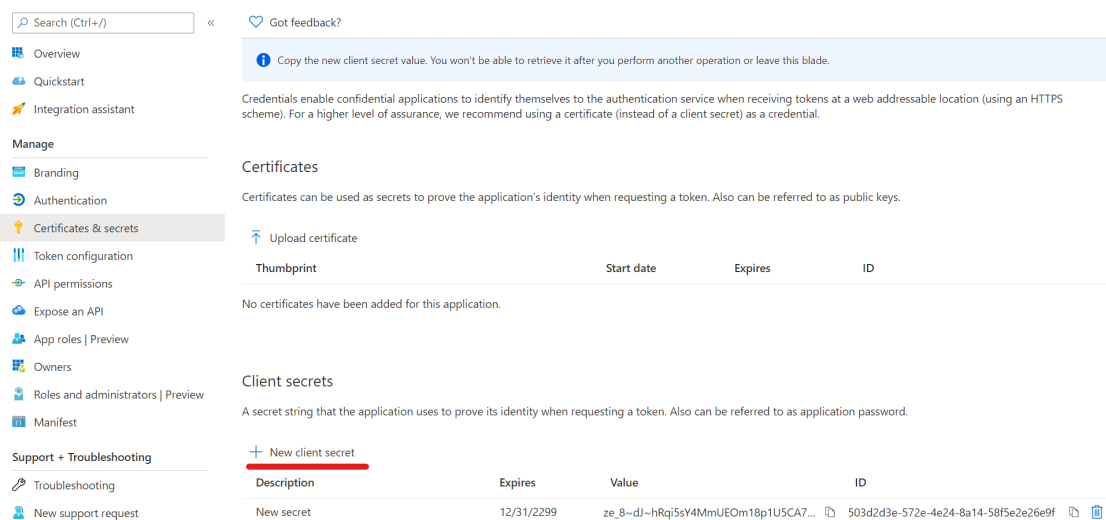 Search (Ctrl+/)
«
Overview
Quickstart
Integration assistant
Manage
Branding
Authentication
Certificates & secrets
Token configuration
API permissions
Expose an API
App roles | Preview
Owners
Roles and administrators | Preview
Manifest
Support + Troubleshooting
Troubleshooting
New support request
Got feedback?
Copy the new client secret value. You won't be able to retrieve it after you perform another operation or leave this blade.
Credentials enable confidential applications to identify themselves to the authentication service when receiving tokens at a web addressable location (using an HTTPS
scheme). For a higher level of assurance, we recommend using a certificate (instead of a client secret) as a credential.
Certificates
Certificates can be used as secrets to prove the application's identity when requesting a token. Also can be referred to as public keys.
Upload certificate
Thumbprint Start date Expires ID
No certificates have been added for this application.
Client secrets
A secret string that the application uses to prove its identity when requesting a token. Also can be referred to as application password.
New client secret
Description Expires Value ID
New secret 12/31/2299 ze_8~dJ~hRqi5sY4MmUEOm18p1U5CA7... 503d2d3e-572e-4e24-8a14-58f5e2e26e9f